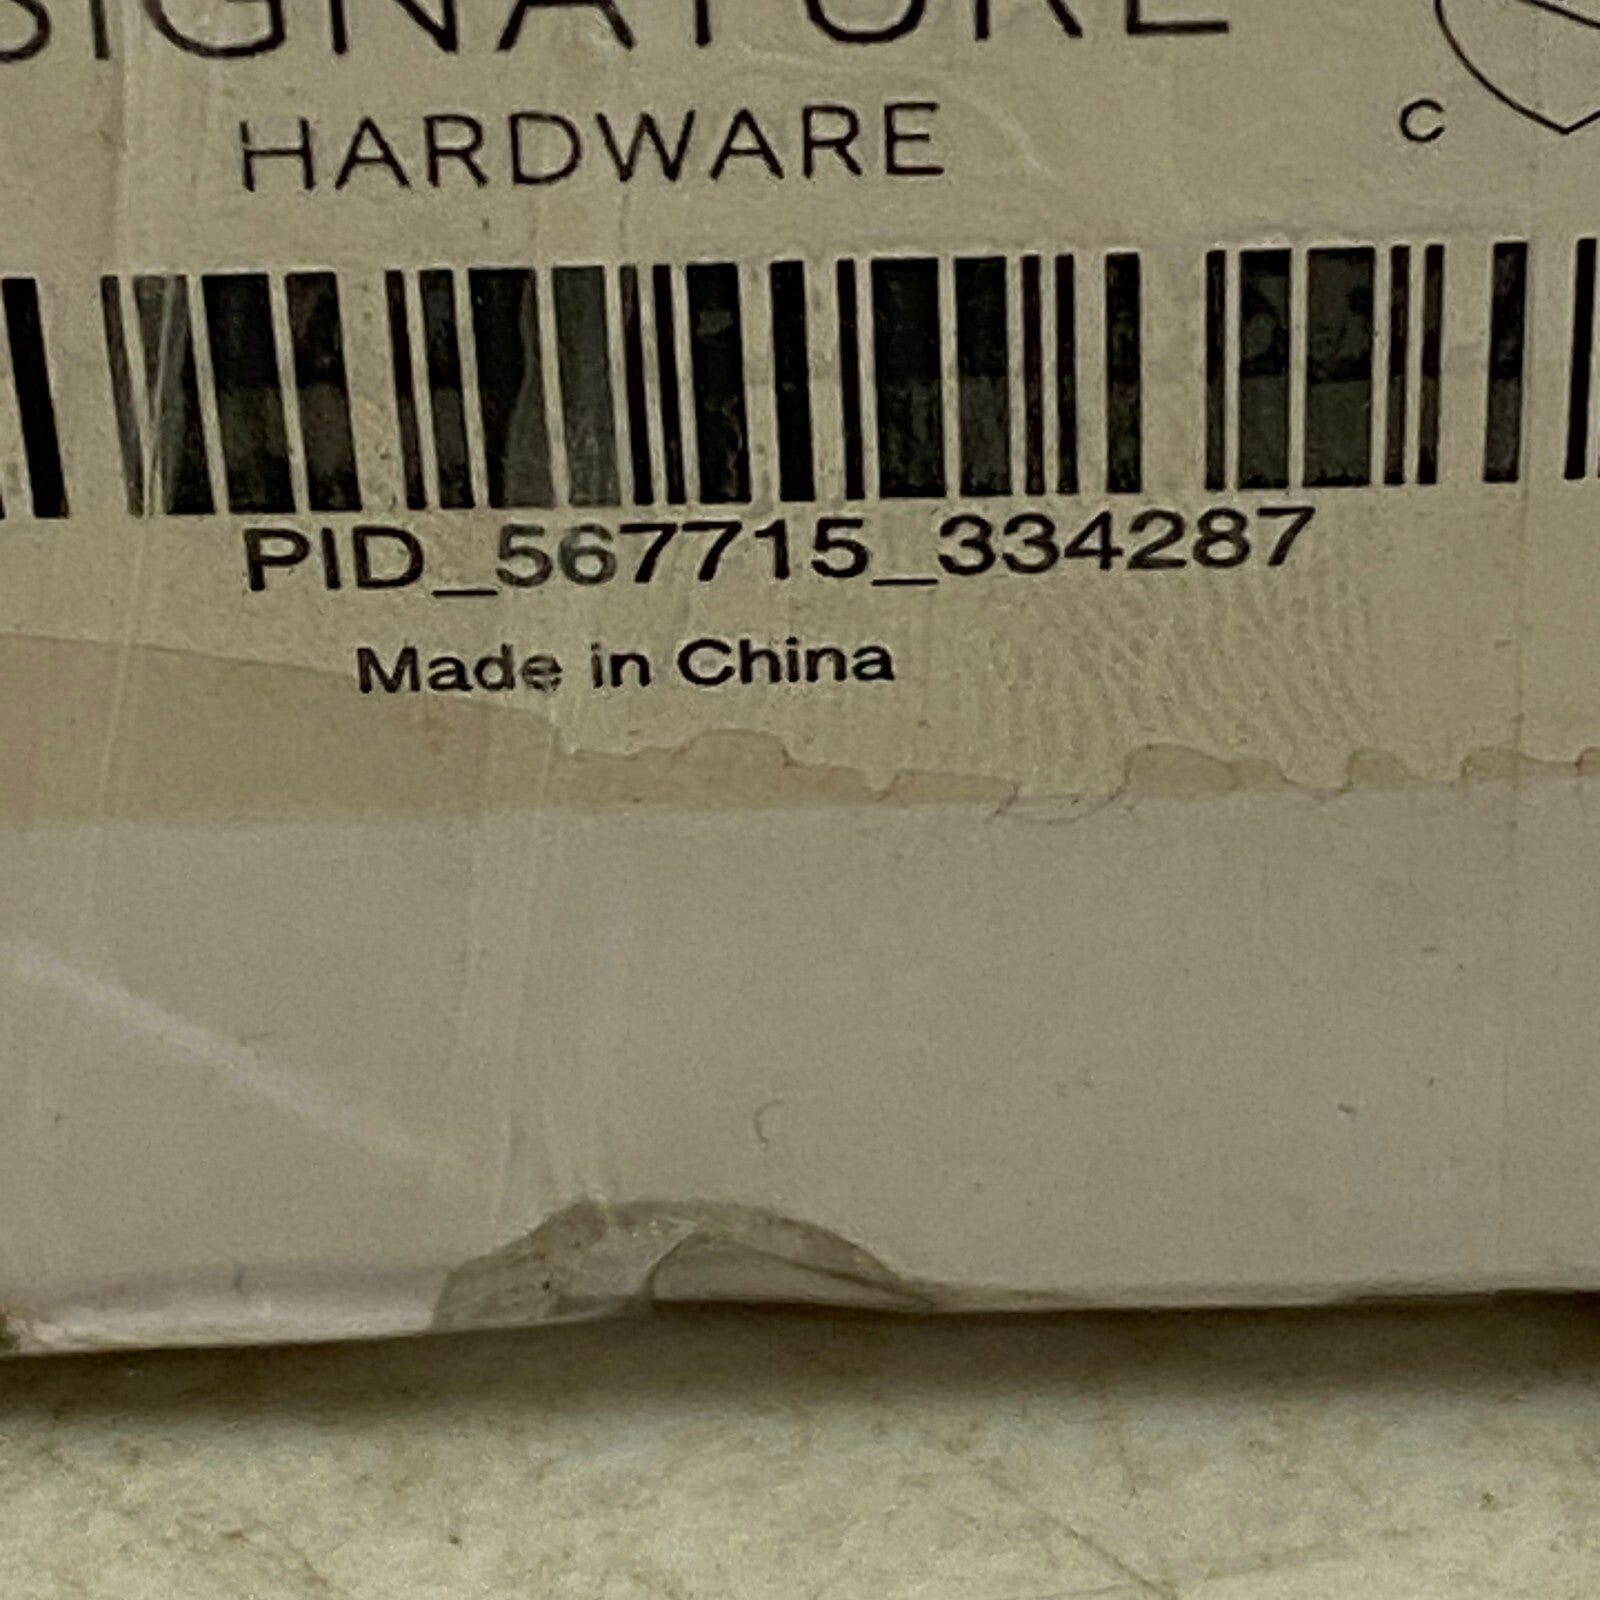 SIGNATURE
HARDWARE
C
PID_567715_334287
Made in China